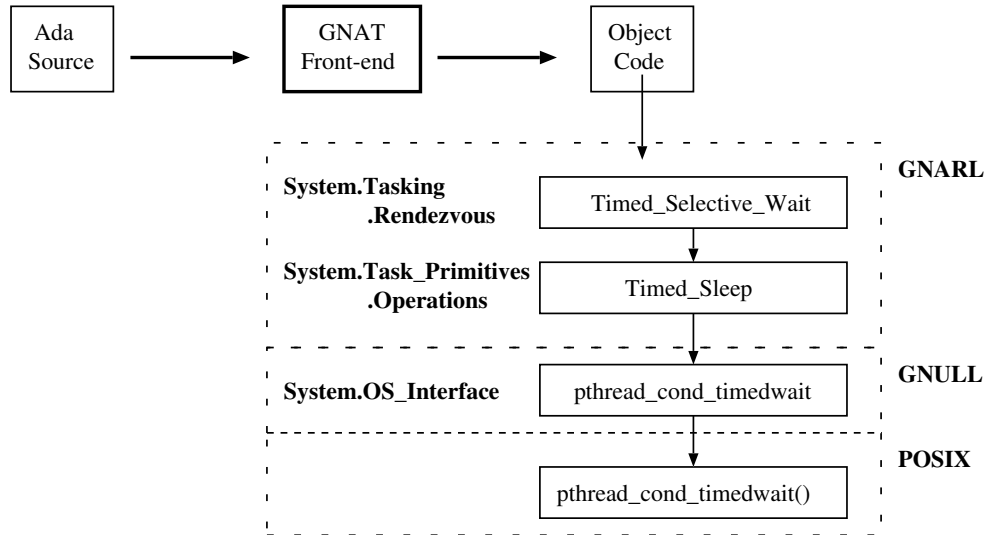 Ada
Source
GNAT
Front-end
Object
Code
GNARL
System.Tasking
.Rendezvous
Timed_Selective_Wait
System.Task_Primitives
.Operations
Timed_Sleep
GNULL
System.OS_Interface
pthread_cond_timedwait
POSIX
pthread_cond_timedwait()